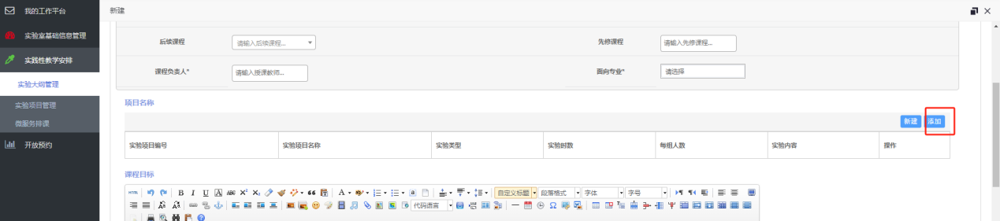 我的工作平台
新建
实验室基础信息管理
实践性教学安排
实验大纲管理
实验项目管理
微服务排课
开放预约
后续课程 请输入后续课程... 先修课程 请输入先修课程...
课程负责人* 请输入授课教师... 面向专业* 请选择
项目名称
新建 添加
实验项目编号 实验项目名称 实验类型 实验时数 每组人数 实验内容 操作
课程目标
HTML B I U A ABC X² X₂ 自定义标题 段落格式 字体 字号
代码语言